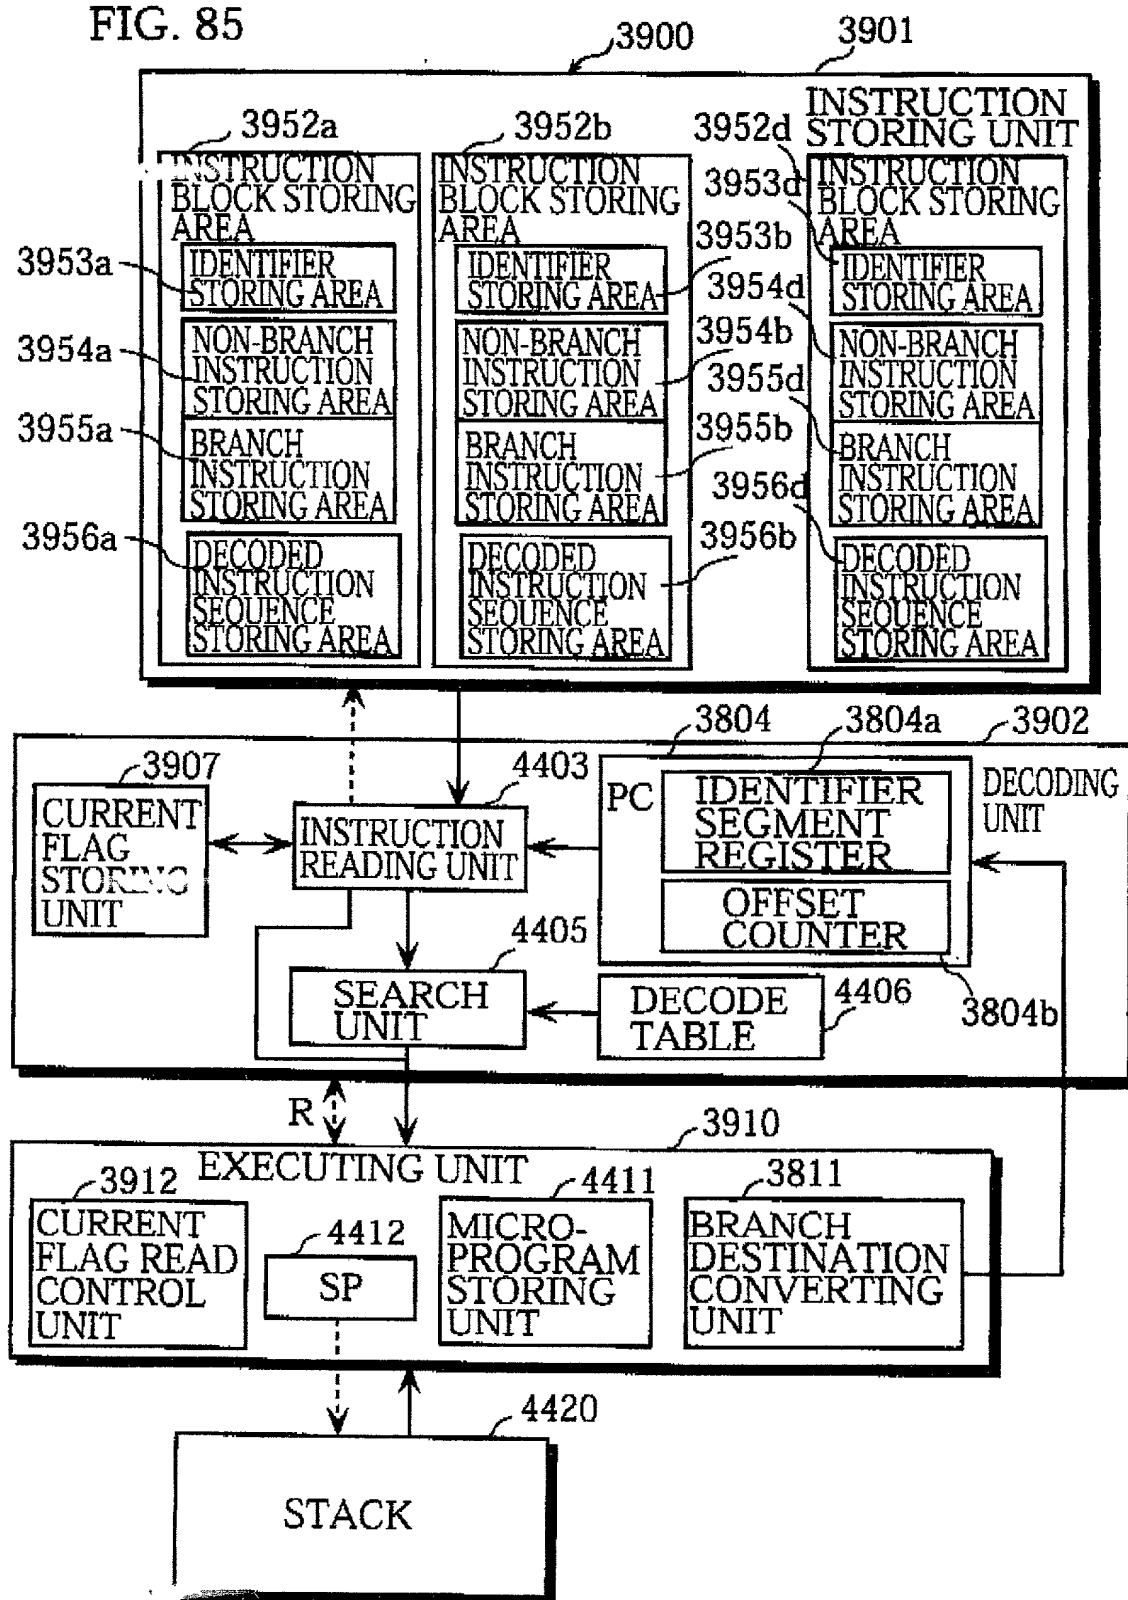 FIG. 85
3900
3901
INSTRUCTION
STORING UNIT
3952a
INSTRUCTION
BLOCK STORING
AREA
3953a
IDENTIFIER
STORING AREA
3954a
NON-BRANCH
INSTRUCTION
STORING AREA
3955a
BRANCH
INSTRUCTION
STORING AREA
3956a
DECODED
INSTRUCTION
SEQUENCE
STORING AREA
3952b
INSTRUCTION
BLOCK STORING
AREA
3953b
IDENTIFIER
STORING AREA
3954b
NON-BRANCH
INSTRUCTION
STORING AREA
3955b
BRANCH
INSTRUCTION
STORING AREA
3956b
DECODED
INSTRUCTION
SEQUENCE
STORING AREA
3952d
INSTRUCTION
BLOCK STORING
AREA
3953d
IDENTIFIER
STORING AREA
3954d
NON-BRANCH
INSTRUCTION
STORING AREA
3955d
BRANCH
INSTRUCTION
STORING AREA
3956d
DECODED
INSTRUCTION
SEQUENCE
STORING AREA
3902
DECODING
UNIT
3907
CURRENT
FLAG
STORING
UNIT
4403
INSTRUCTION
READING UNIT
3804
PC
3804a
IDENTIFIER
SEGMENT
REGISTER
OFFSET
COUNTER
3804b
4405
SEARCH
UNIT
4406
DECODE
TABLE
R
3910
EXECUTING UNIT
3912
CURRENT
FLAG READ
CONTROL
UNIT
4412
SP
4411
MICRO-
PROGRAM
STORING
UNIT
3811
BRANCH
DESTINATION
CONVERTING
UNIT
4420
STACK